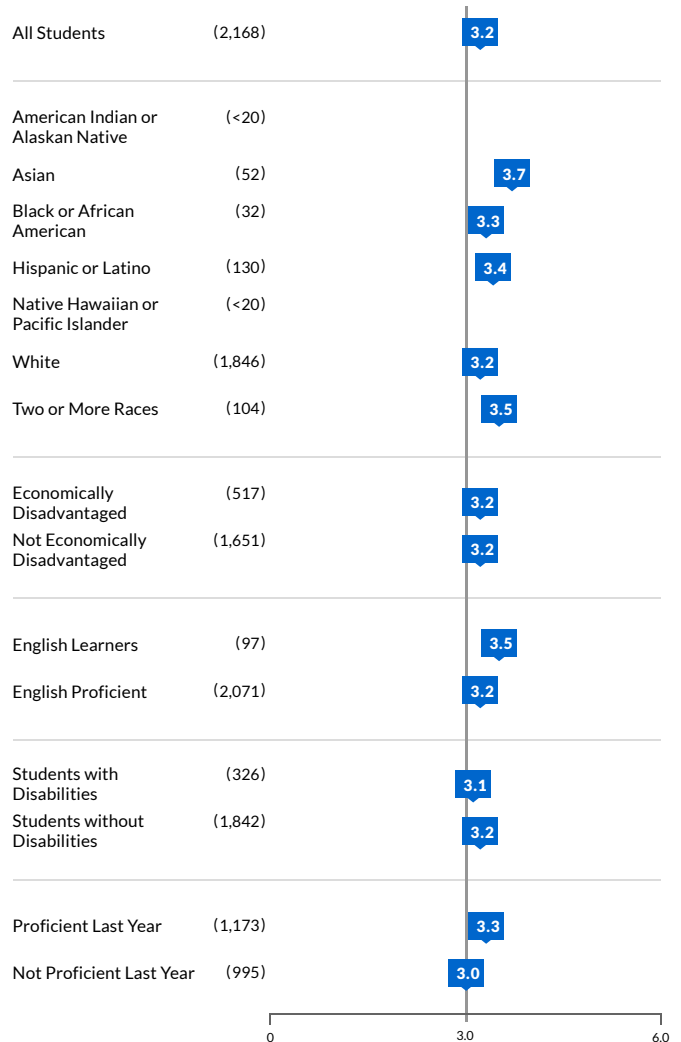 All Students (2,168) 3.2
American Indian or (<20)
Alaskan Native
Asian (52) 3.7
Black or African (32) 3.3
American
Hispanic or Latino (130) 3.4
Native Hawaiian or (<20)
Pacific Islander
White (1,846) 3.2
Two or More Races (104) 3.5
Economically (517) 3.2
Disadvantaged
Not Economically (1,651) 3.2
Disadvantaged
English Learners (97) 3.5
English Proficient (2,071) 3.2
Students with (326) 3.1
Disabilities
Students without (1,842) 3.2
Disabilities
Proficient Last Year (1,173) 3.3
Not Proficient Last Year (995) 3.0
0 3.0 6.0